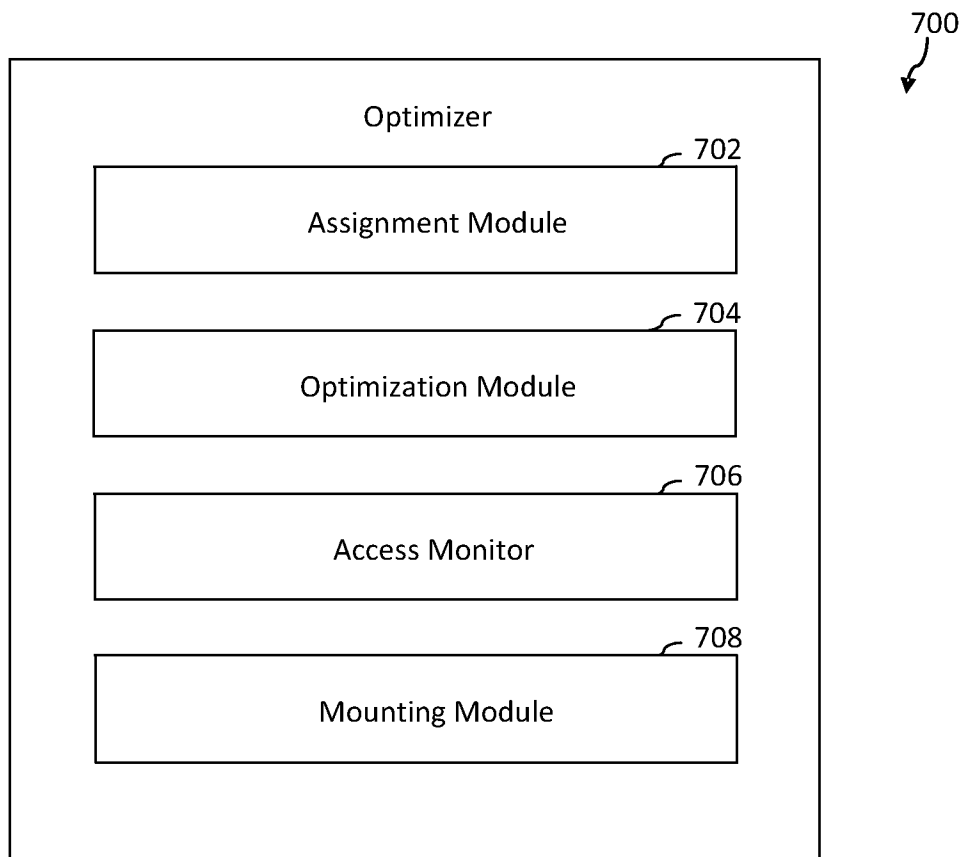 700
Optimizer
702
Assignment Module
704
Optimization Module
706
Access Monitor
708
Mounting Module